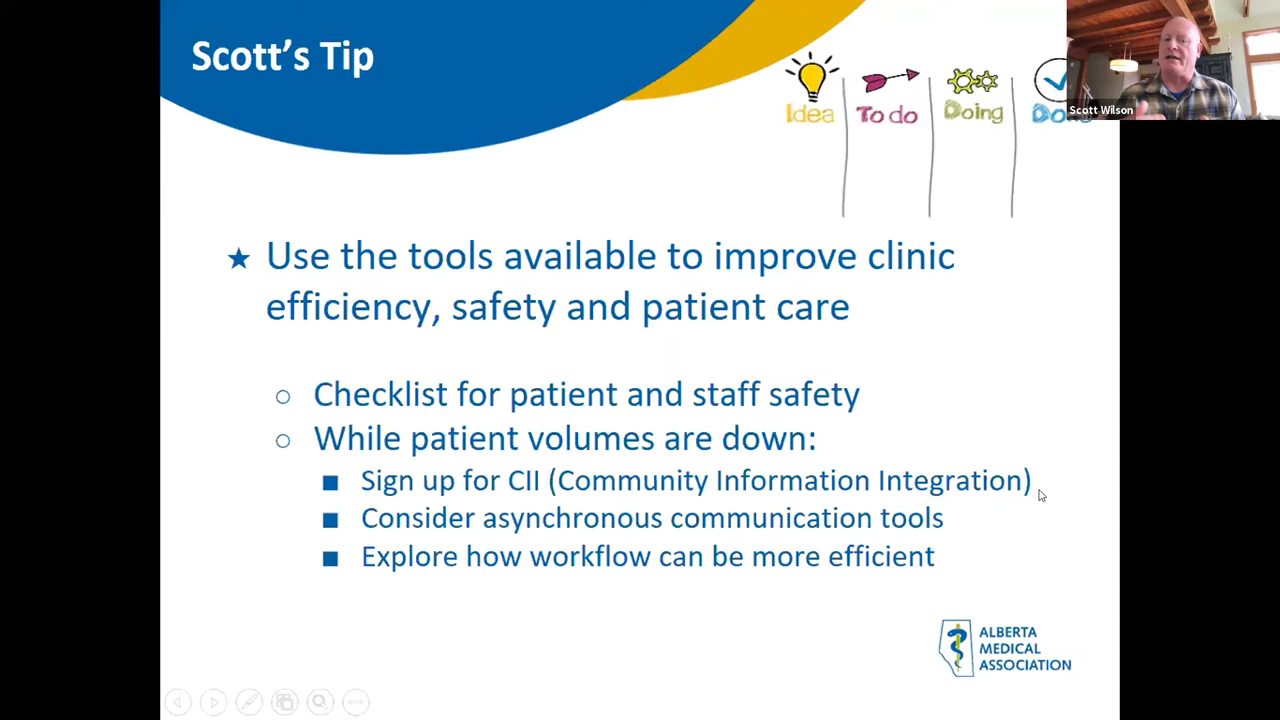 Scott's Tip
Idea
To do
Doing
Scott Wilson
★ Use the tools available to improve clinic
efficiency, safety and patient care
○ Checklist for patient and staff safety
○ While patient volumes are down:
■ Sign up for CII (Community Information Integration)
■ Consider asynchronous communication tools
■ Explore how workflow can be more efficient
ALBERTA
MEDICAL
ASSOCIATION